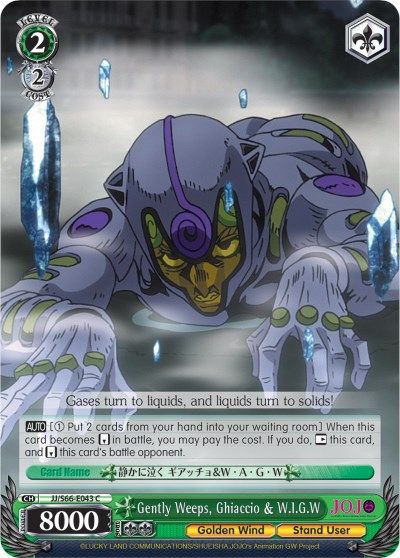 LEVEL
2
2
COST
Gases turn to liquids, and liquids turn to solids!
AUTO [① Put 2 cards from your hand into your waiting room] When this
card becomes in battle, you may pay the cost. If you do, this card,
and this card's battle opponent.
Card Name 静かに泣く ギアッチョ&W・A・G・W
CH JJ/S66-E043 C
Gently Weeps, Ghiaccio & W.I.G.W JOJO
8000
Golden Wind Stand User
©LUCKY LAND COMMUNICATIONS/SHUEISHA,JOJO's Animation GW Project